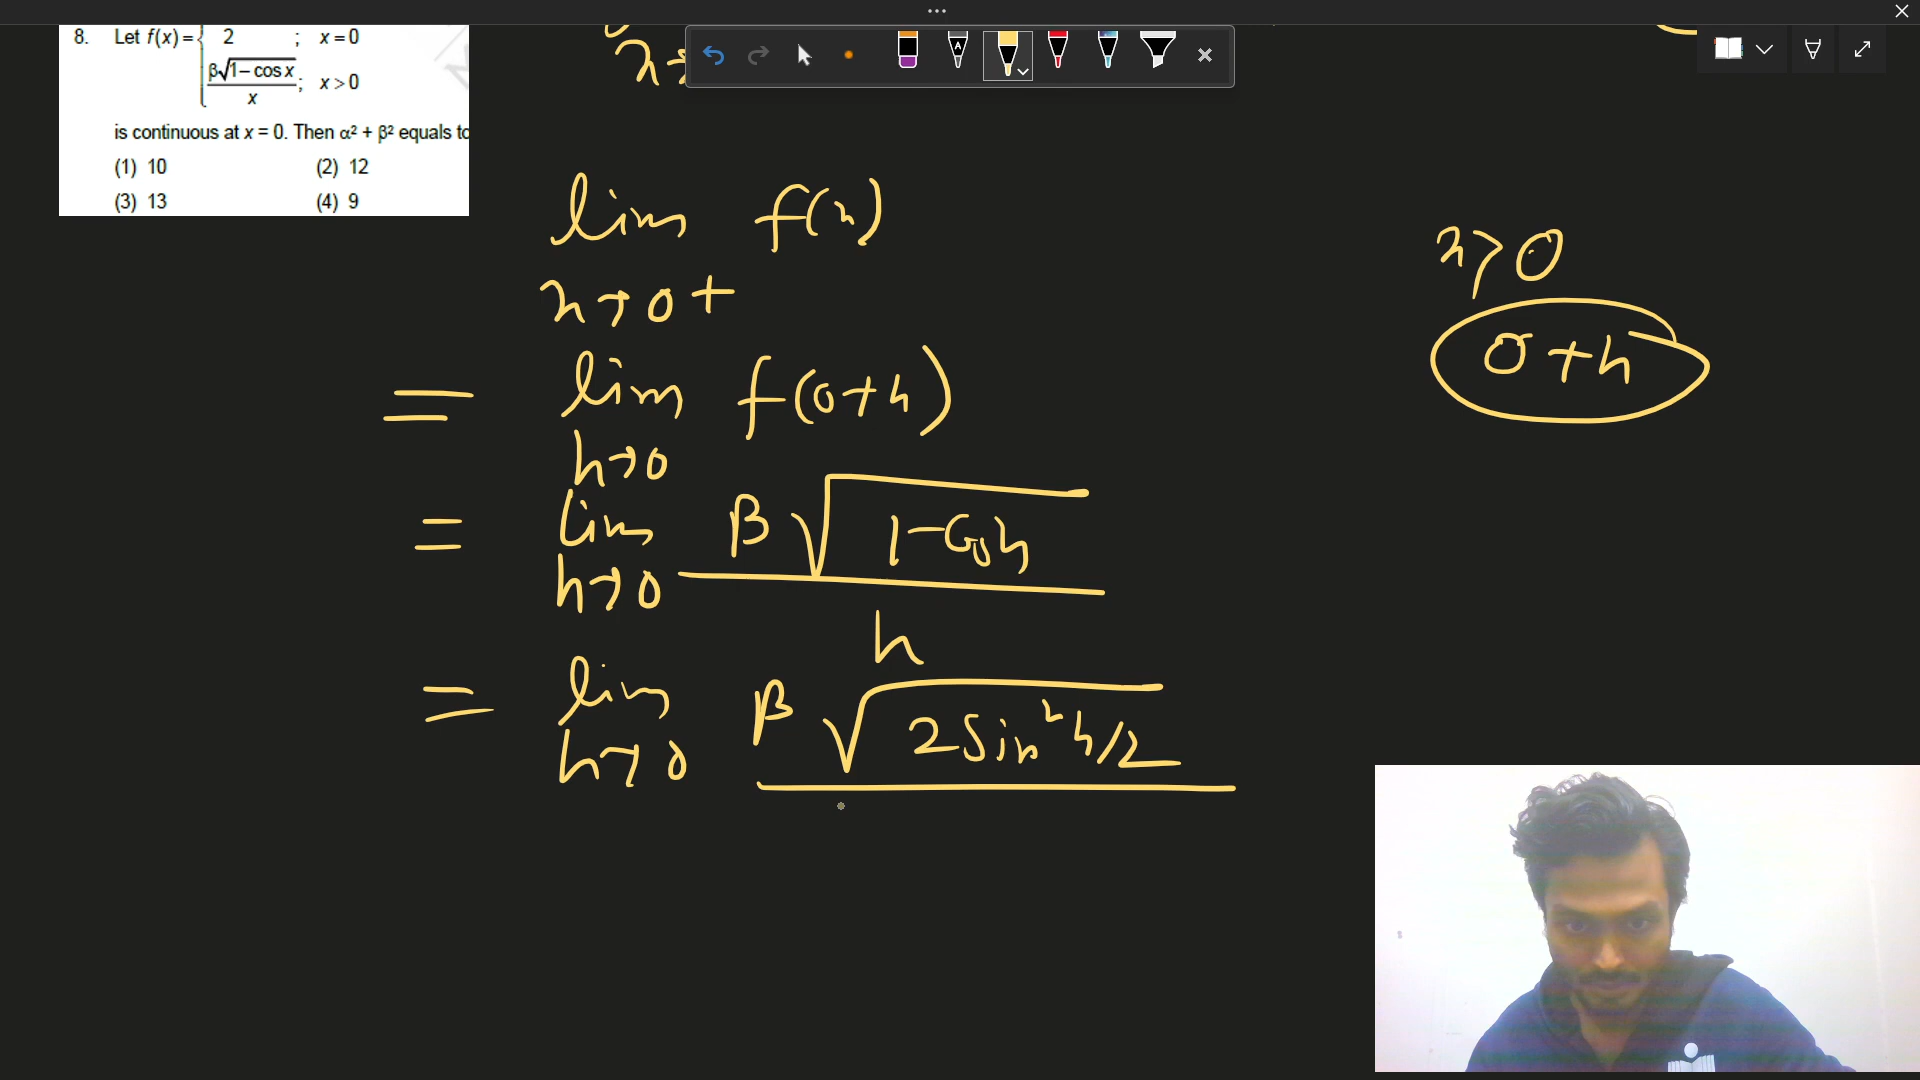 8. Let f(x) = { 2 ; x = 0
β√1 – cos x / x ; x > 0
is continuous at x = 0. Then α² + β² equals to
(1) 10 (2) 12
(3) 13 (4) 9
lim f(x)
x→0+
x>0
0+h
= lim f(0+h)
h→0
= lim β√1-Cosh
h→0 h
= lim β√2Sin²h/2
h→0